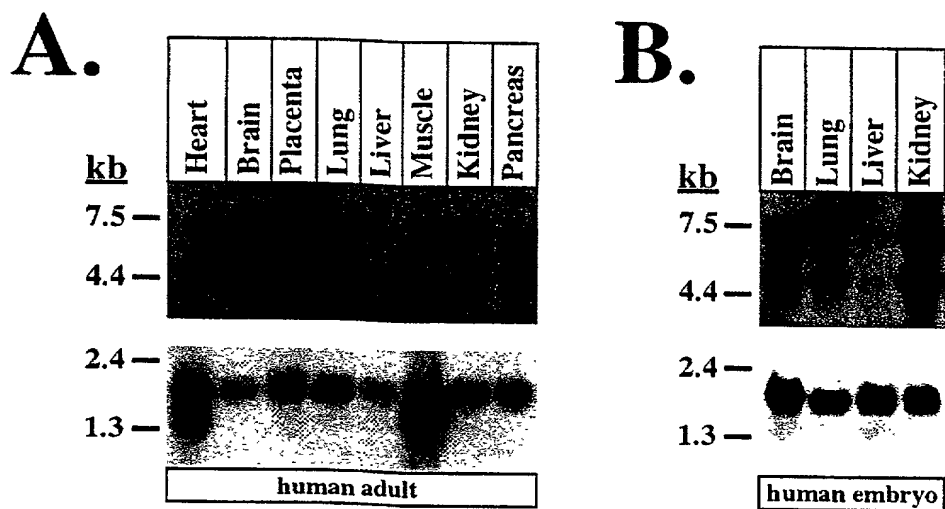 A.
Heart
Brain
Placenta
Lung
Liver
Muscle
Kidney
Pancreas
kb
7.5
4.4
2.4
1.3
human adult
B.
Brain
Lung
Liver
Kidney
kb
7.5
4.4
2.4
1.3
human embryo